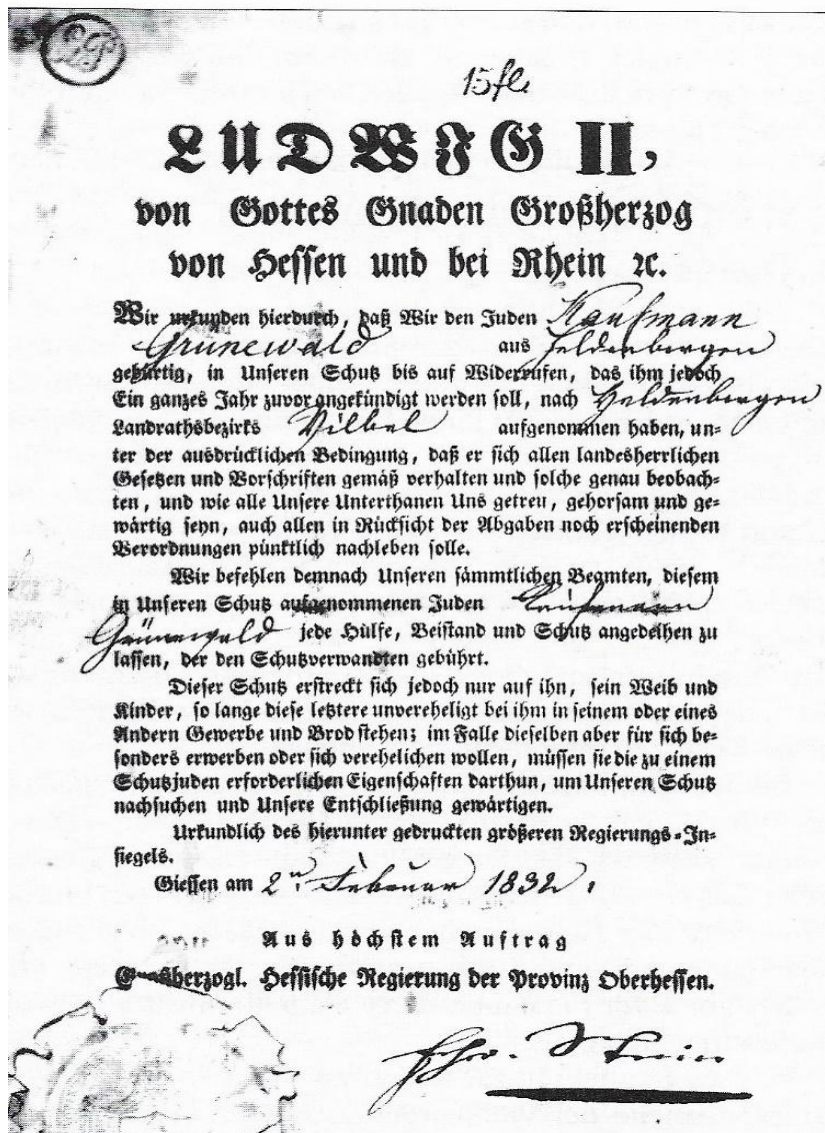 15 fl.
LUDWIG II,
von Gottes Gnaden Großherzog
von Hessen und bei Rhein ꝛc.
Wir urkunden hierdurch, daß Wir den Juden Kaufmann
Grünewald aus Heldenbergen
gebürtig, in Unseren Schutz bis auf Widerrufen, das ihm jedoch
Ein ganzes Jahr zuvor angekündigt werden soll, nach Heldenbergen
Landrathsbezirks Vilbel aufgenommen haben, un-
ter der ausdrücklichen Bedingung, daß er sich allen landesherrlichen
Gesetzen und Vorschriften gemäß verhalten und solche genau beobach-
ten, und wie alle Unsere Unterthanen Uns getreu, gehorsam und ge-
wärtig seyn, auch allen in Rücksicht der Abgaben noch erscheinenden
Verordnungen pünktlich nachleben solle.
Wir befehlen demnach Unseren sämmtlichen Beamten, diesem
in Unseren Schutz aufgenommenen Juden Kaufmann
Grünewald jede Hülfe, Beistand und Schutz angedeihen zu
lassen, der den Schutzverwandten gebührt.
Dieser Schutz erstreckt sich jedoch nur auf ihn, sein Weib und
Kinder, so lange diese letztere unvereheligt bei ihm in seinem oder eines
Andern Gewerbe und Brod stehen; im Falle dieselben aber für sich be-
sonders erwerben oder sich verehelichen wollen, müssen sie die zu einem
Schutzjuden erforderlichen Eigenschaften darthun, um Unseren Schutz
nachsuchen und Unsere Entschließung gewärtigen.
Urkundlich des hierunter gedruckten größeren Regierungs-In-
siegels.
Giessen am 2n. Februar 1832.
Aus höchstem Auftrag
Großherzogl. Hessische Regierung der Provinz Oberhessen.